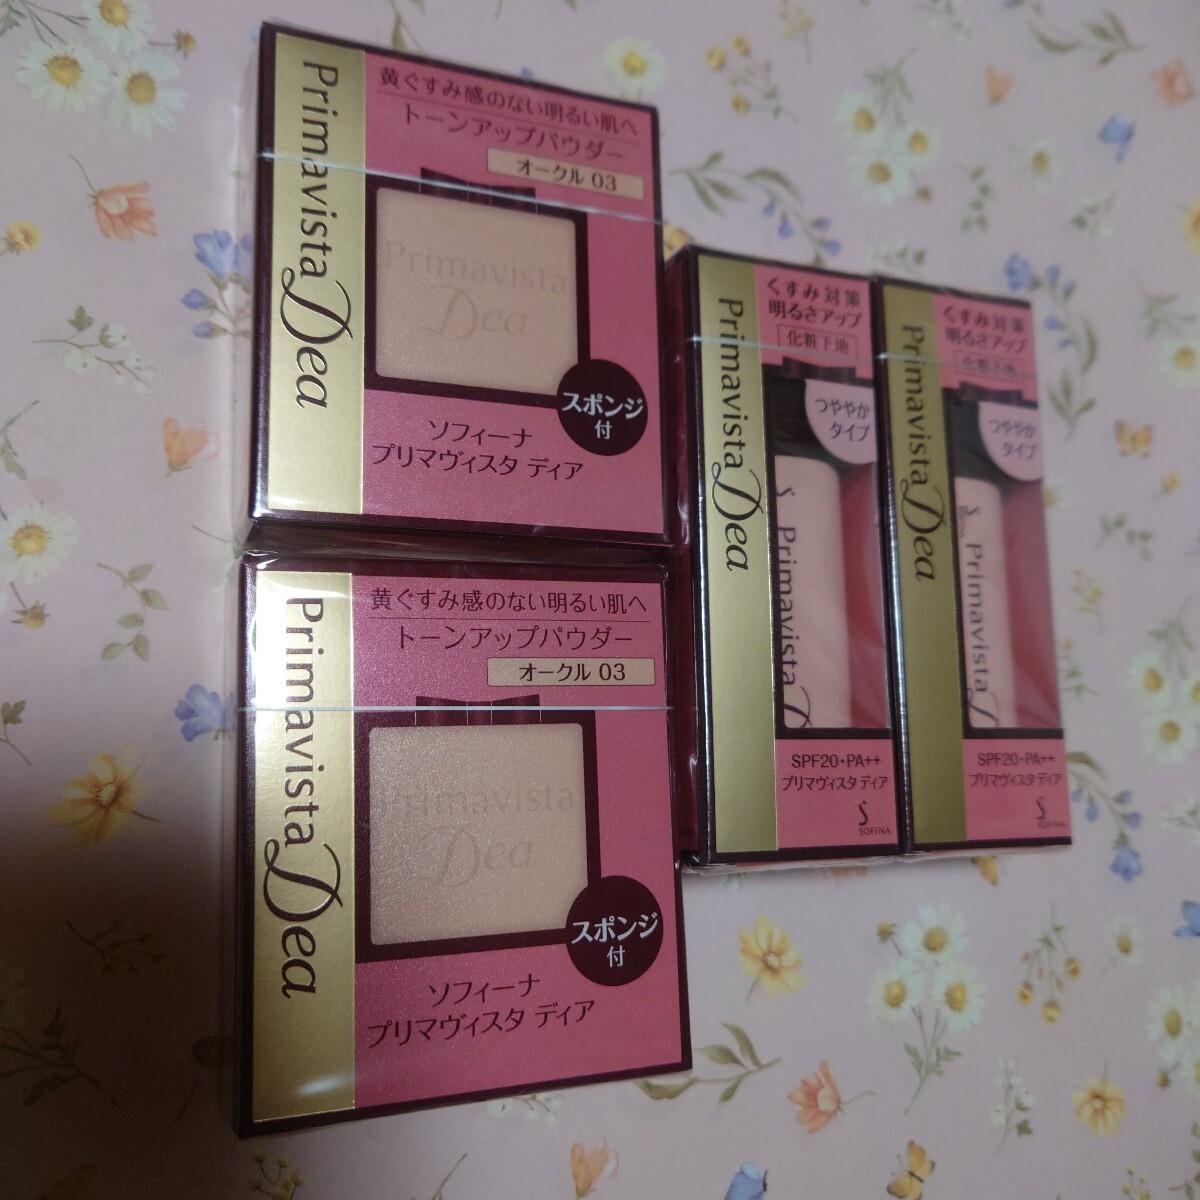 Primavista Dea
黄ぐすみ感のない明るい肌へ
トーンアップパウダー
オークル 03
Primavista
Dea
スポンジ
付
ソフィーナ
プリマヴィスタ ディア
Primavista Dea
黄ぐすみ感のない明るい肌へ
トーンアップパウダー
オークル 03
Primavista
Dea
スポンジ
付
ソフィーナ
プリマヴィスタ ディア
Primavista Dea
くすみ対策
明るさアップ
化粧下地
つややか
タイプ
Primavista
SPF20・PA++
プリマヴィスタ ディア
SOFINA
Primavista Dea
くすみ対策
明るさアップ
化粧下地
つややか
タイプ
Primavista
SPF20・PA++
プリマヴィスタ ディア
SOFINA